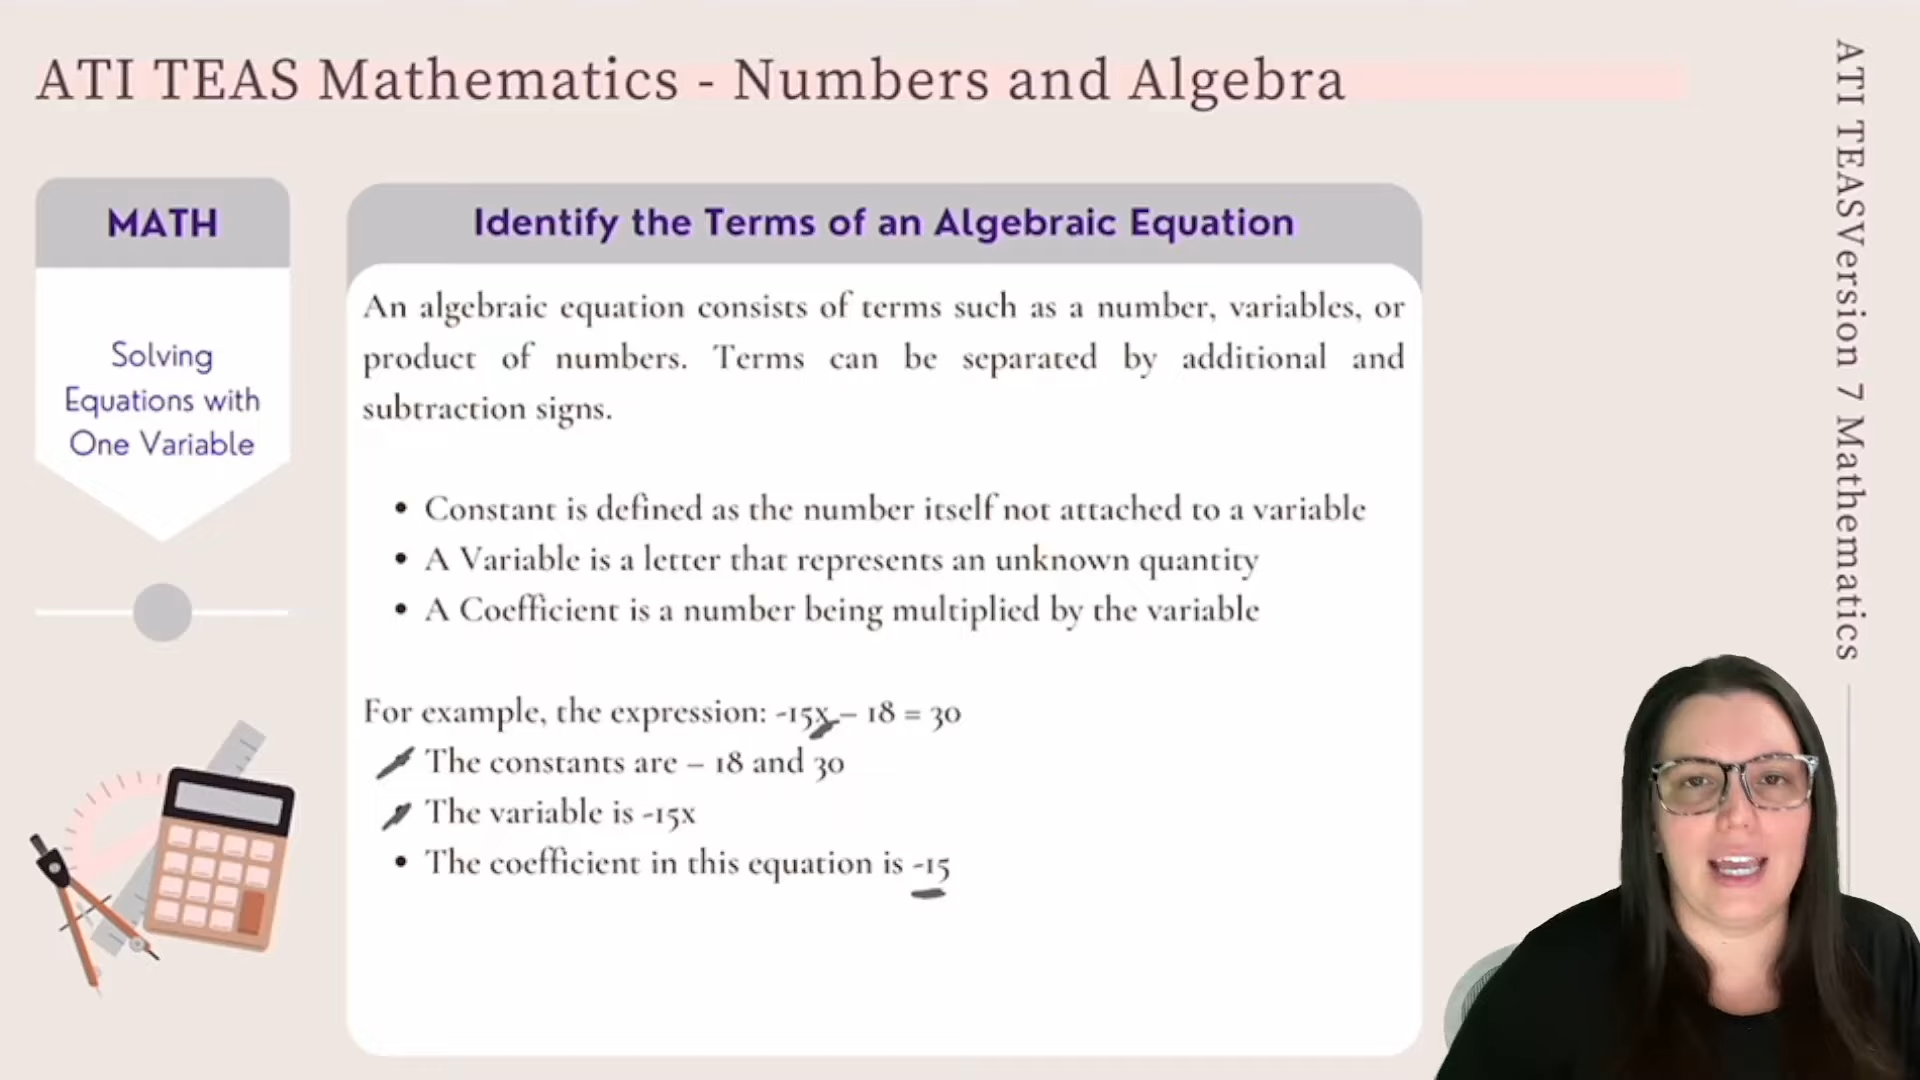 ATI TEAS Mathematics - Numbers and Algebra
MATH
Solving
Equations with
One Variable
Identify the Terms of an Algebraic Equation
An algebraic equation consists of terms such as a number, variables, or
product of numbers. Terms can be separated by additional and
subtraction signs.
• Constant is defined as the number itself not attached to a variable
• A Variable is a letter that represents an unknown quantity
• A Coefficient is a number being multiplied by the variable
For example, the expression: -15x – 18 = 30
The constants are – 18 and 30
The variable is -15x
• The coefficient in this equation is -15
ATI TEASVersion 7 Mathematics